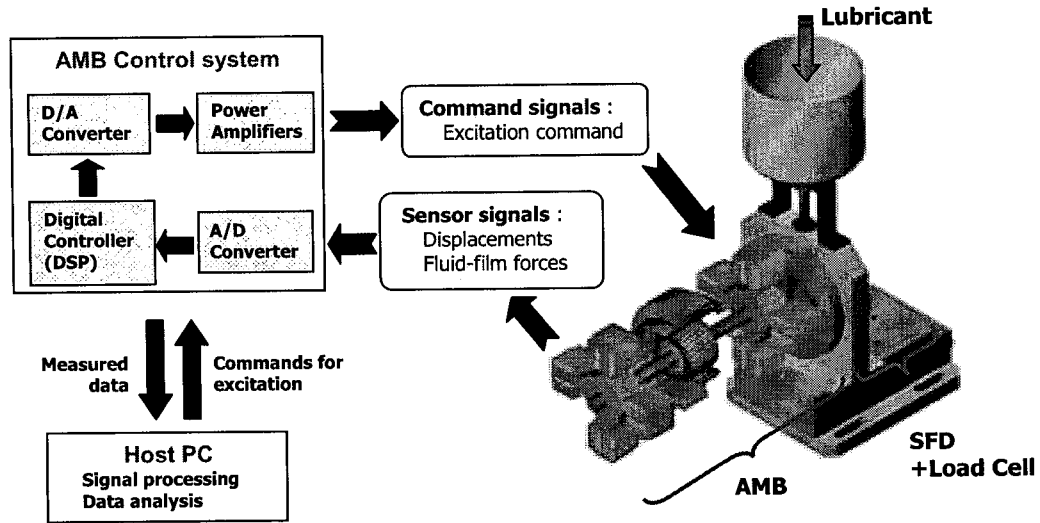 Lubricant
AMB Control system
D/A
Converter
Power
Amplifiers
Command signals :
Excitation command
Digital
Controller
(DSP)
A/D
Converter
Sensor signals :
Displacements
Fluid-film forces
Measured
data
Commands for
excitation
Host PC
Signal processing
Data analysis
AMB
SFD
+Load Cell